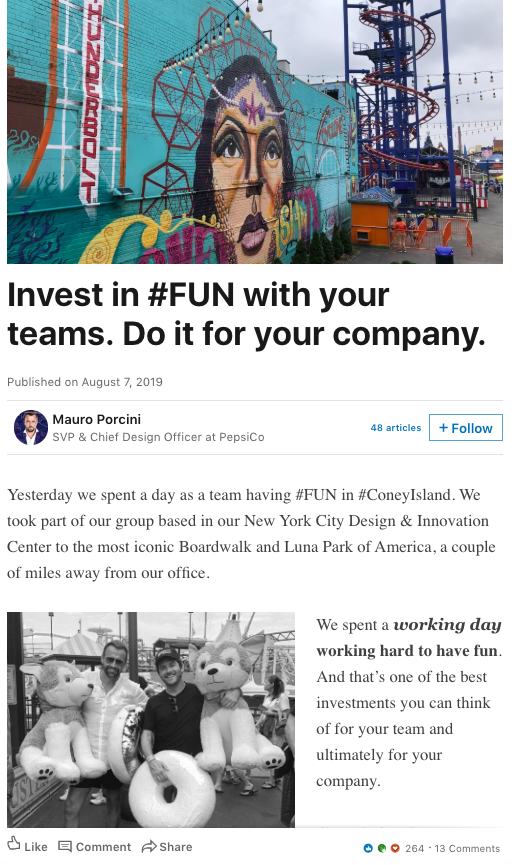 THUNDERBOLT
CONEY ISLAND
Invest in #FUN with your
teams. Do it for your company.
Published on August 7, 2019
Mauro Porcini
SVP & Chief Design Officer at PepsiCo
48 articles
+ Follow
Yesterday we spent a day as a team having #FUN in #ConeyIsland. We
took part of our group based in our New York City Design & Innovation
Center to the most iconic Boardwalk and Luna Park of America, a couple
of miles away from our office.
We spent a working day
working hard to have fun.
And that’s one of the best
investments you can think
of for your team and
ultimately for your
company.
Like
Comment
Share
264 · 13 Comments